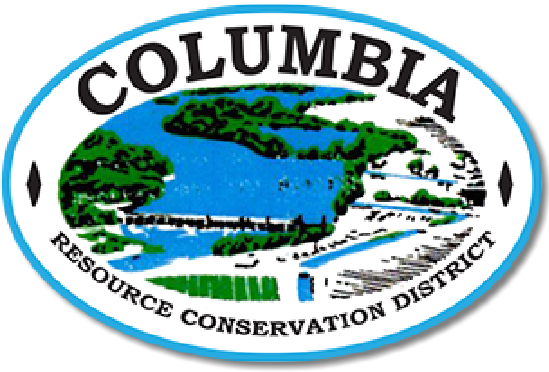 COLUMBIA
RESOURCE CONSERVATION DISTRICT